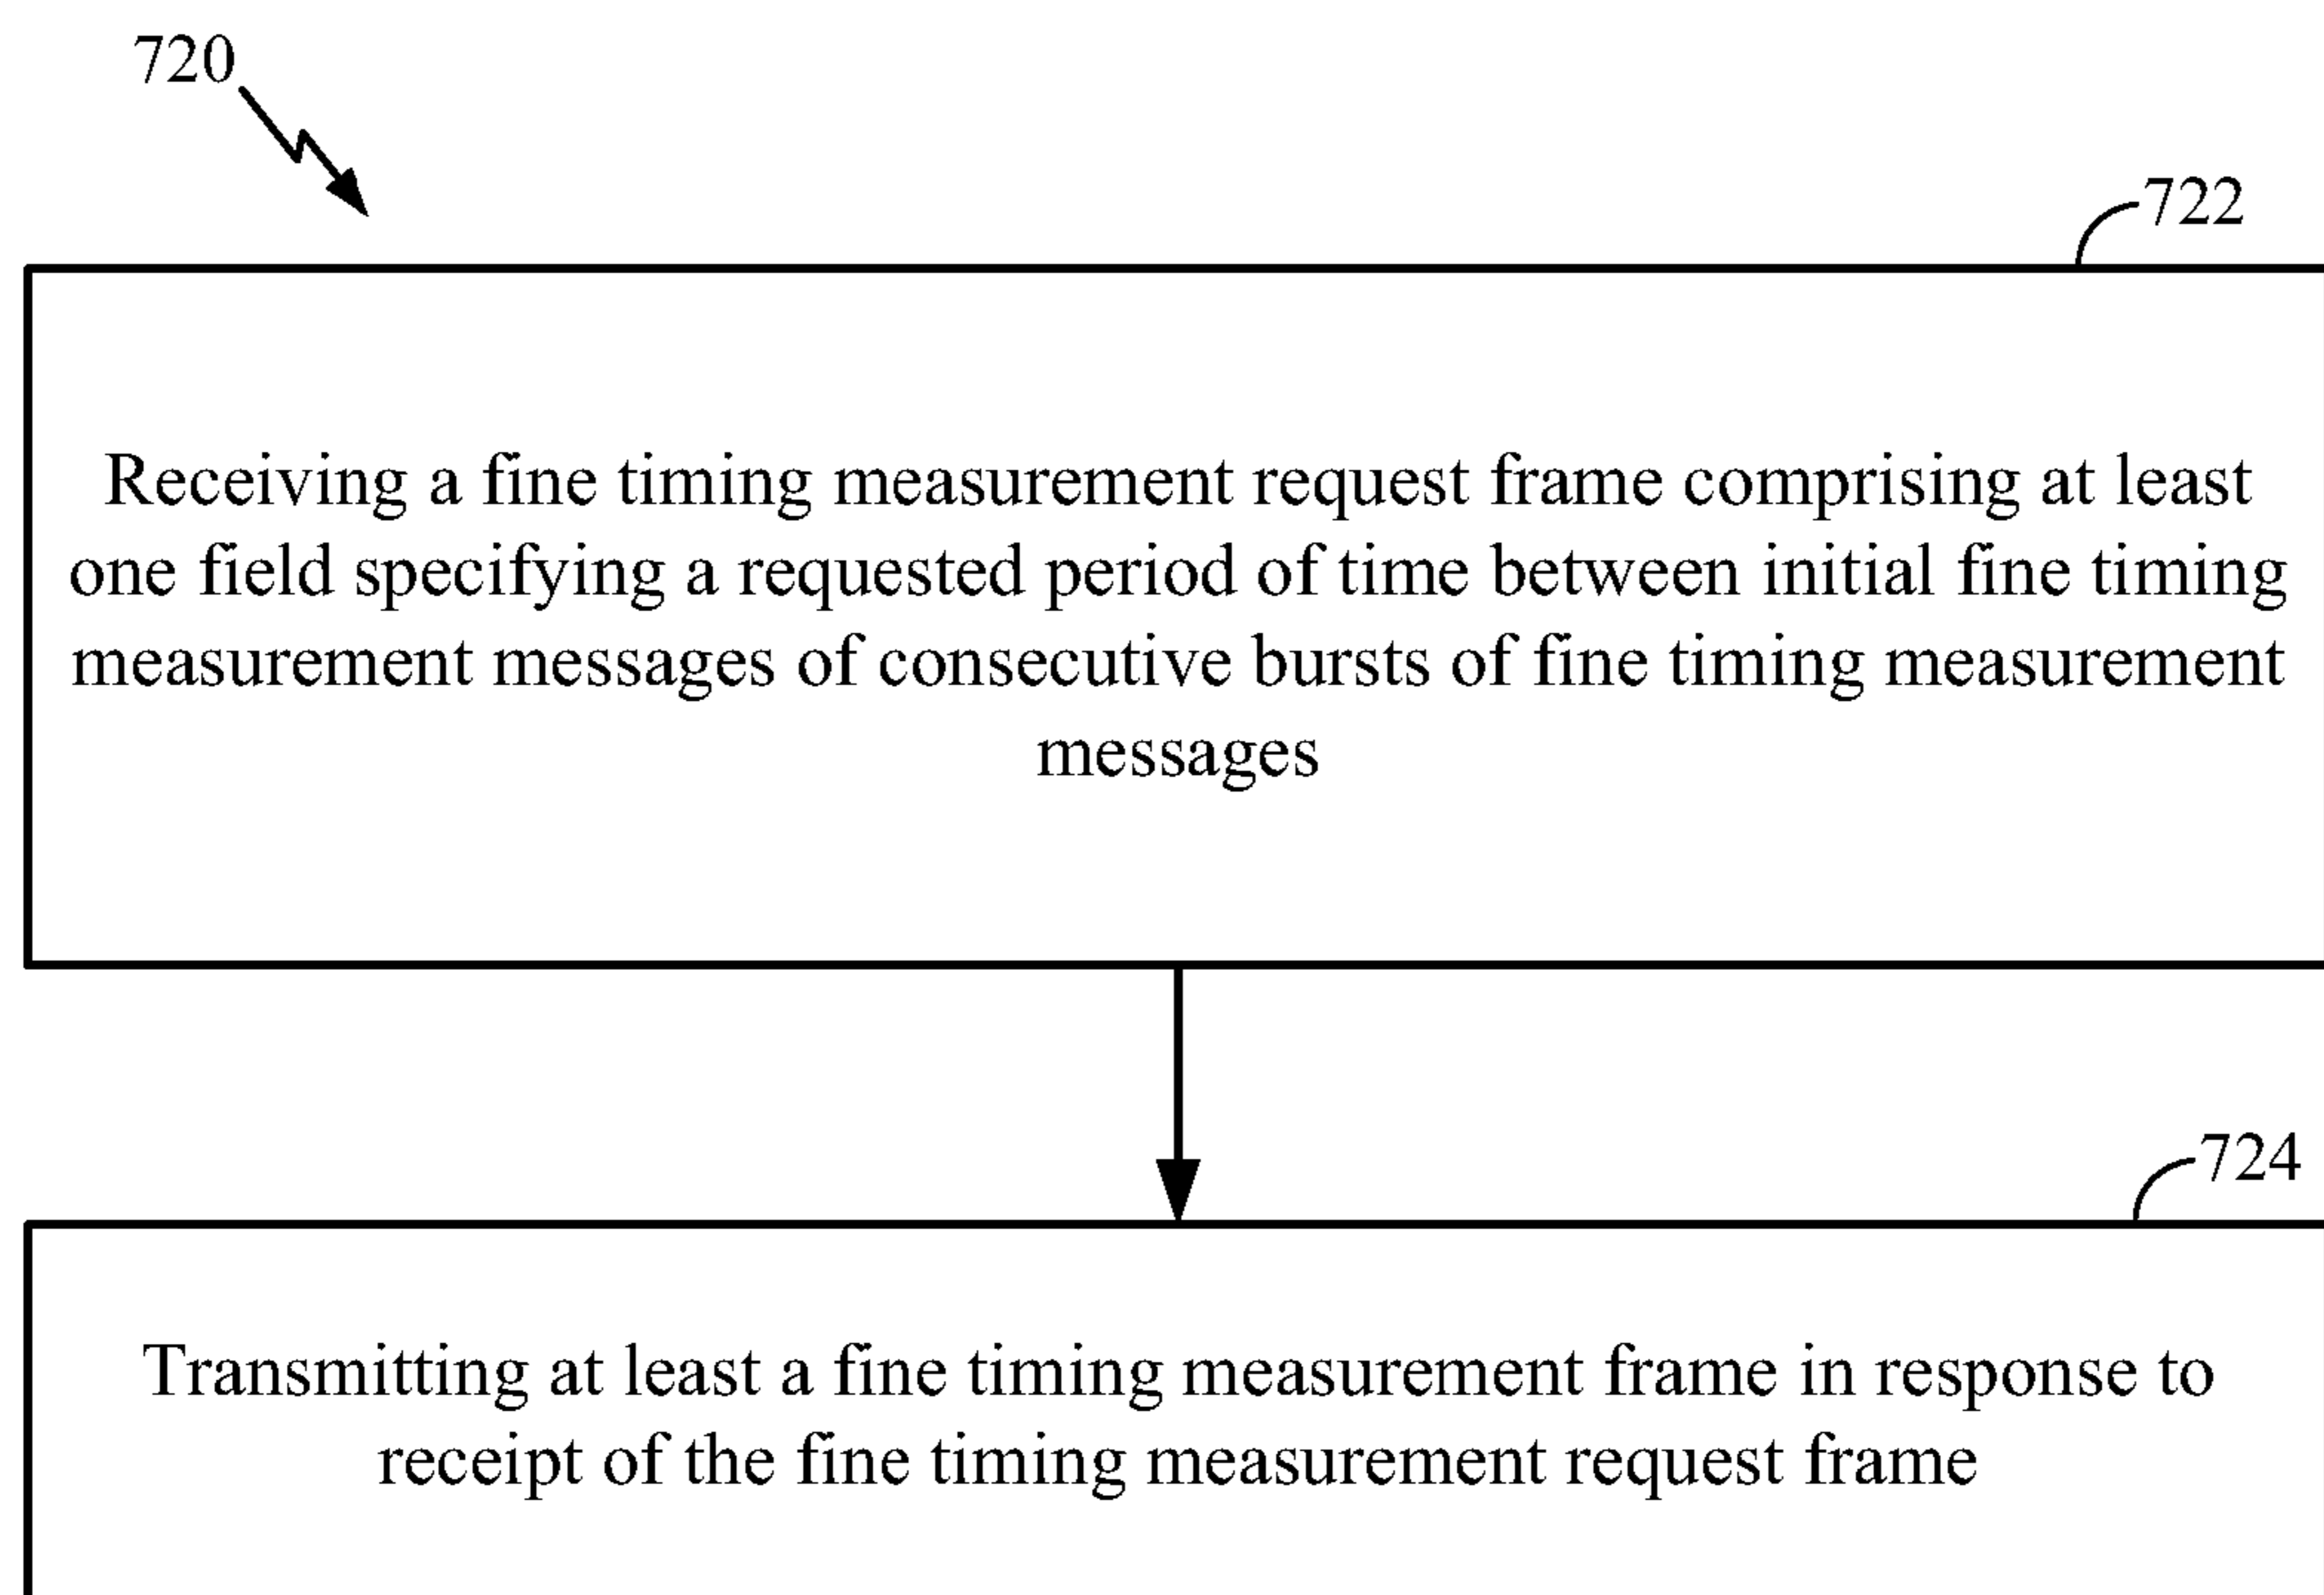 720
722
Receiving a fine timing measurement request frame comprising at least
one field specifying a requested period of time between initial fine timing
measurement messages of consecutive bursts of fine timing measurement
messages
724
Transmitting at least a fine timing measurement frame in response to
receipt of the fine timing measurement request frame